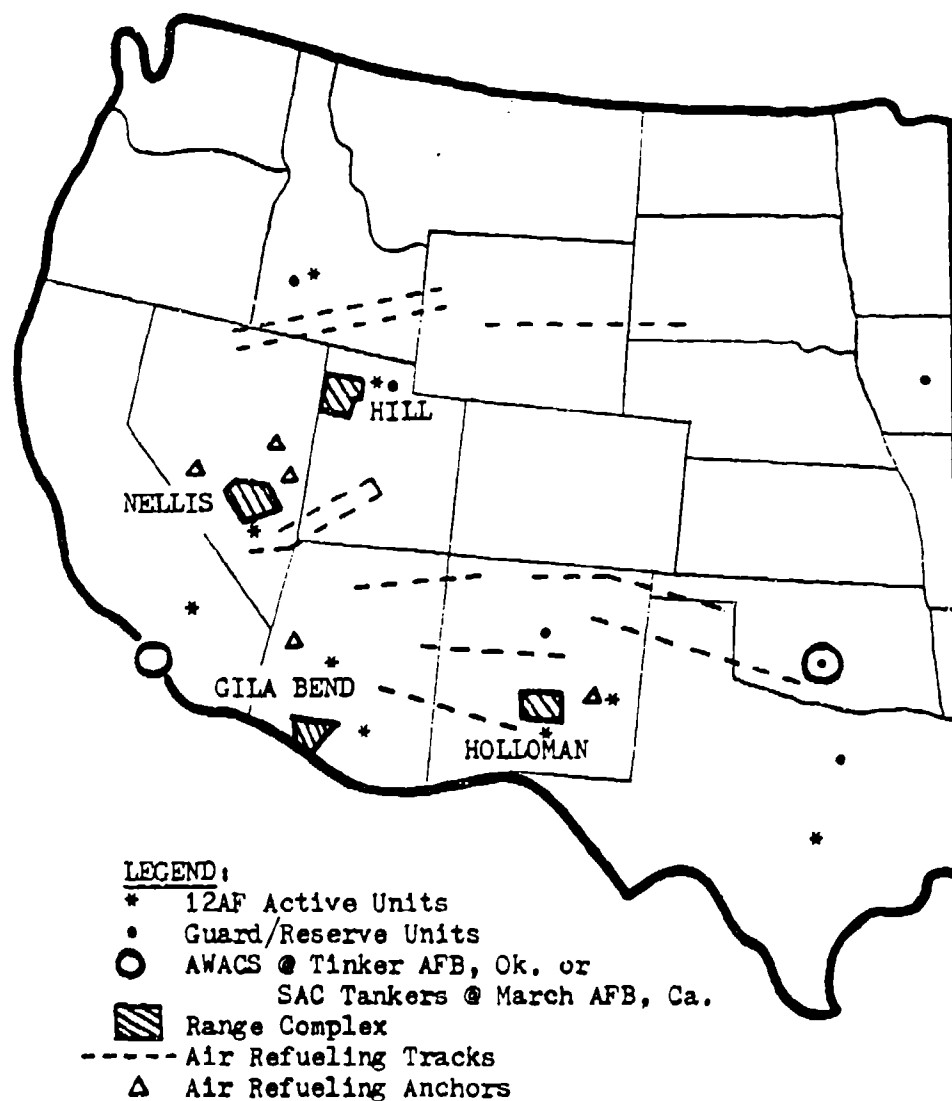 HILL
NELLIS
GILA BEND
HOLLOMAN
LEGEND:
* 12AF Active Units
• Guard/Reserve Units
AWACS @ Tinker AFB, Ok. or
SAC Tankers @ March AFB, Ca.
Range Complex
Air Refueling Tracks
Air Refueling Anchors